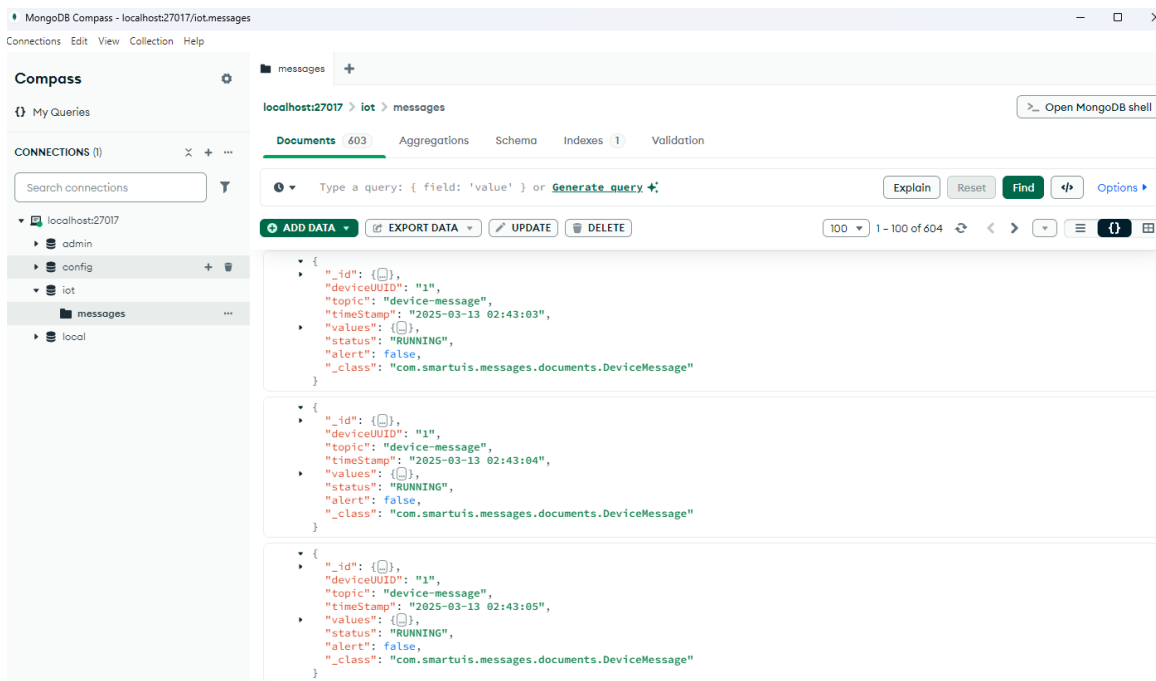 MongoDB Compass - localhost:27017/iot.messages
Connections Edit View Collection Help
Compass
{} My Queries
CONNECTIONS (1)
Search connections
localhost:27017
admin
config
iot
messages
local
messages
localhost:27017 > iot > messages
>_ Open MongoDB shell
Documents 603 Aggregations Schema Indexes 1 Validation
Type a query: { field: 'value' } or Generate query
Explain Reset Find </> Options
ADD DATA EXPORT DATA UPDATE DELETE
100 1 – 100 of 604 {}
{
"_id": {…},
"deviceUUID": "1",
"topic": "device-message",
"timeStamp": "2025-03-13 02:43:03",
"values": {…},
"status": "RUNNING",
"alert": false,
"_class": "com.smartuis.messages.documents.DeviceMessage"
}
{
"_id": {…},
"deviceUUID": "1",
"topic": "device-message",
"timeStamp": "2025-03-13 02:43:04",
"values": {…},
"status": "RUNNING",
"alert": false,
"_class": "com.smartuis.messages.documents.DeviceMessage"
}
{
"_id": {…},
"deviceUUID": "1",
"topic": "device-message",
"timeStamp": "2025-03-13 02:43:05",
"values": {…},
"status": "RUNNING",
"alert": false,
"_class": "com.smartuis.messages.documents.DeviceMessage"
}